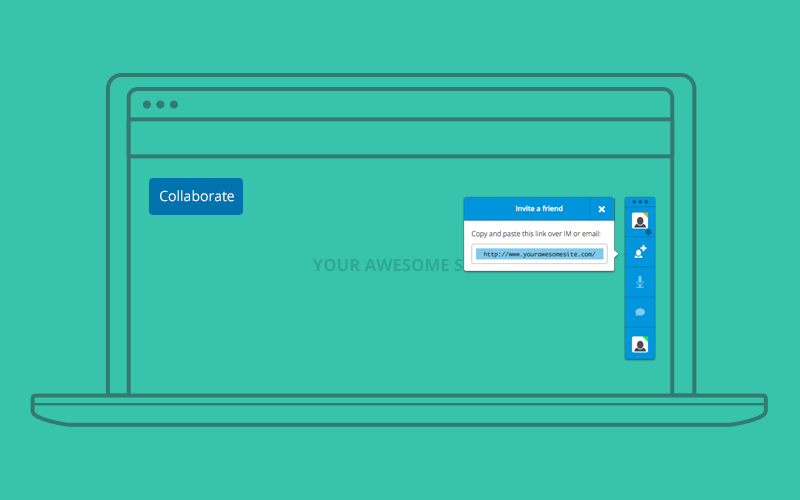 Collaborate
Invite a friend
Copy and paste this link over IM or email:
http://www.yourawesomesite.com/
YOUR AWESOME S